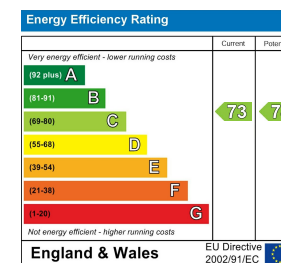 Energy Efficiency Rating
Current
Very energy efficient - lower running costs
(92 plus) A
(81-91) B
(69-80) C
73
(55-68) D
(39-54) E
(21-38) F
(1-20) G
Not energy efficient - higher running costs
England & Wales
EU Directive
2002/91/EC